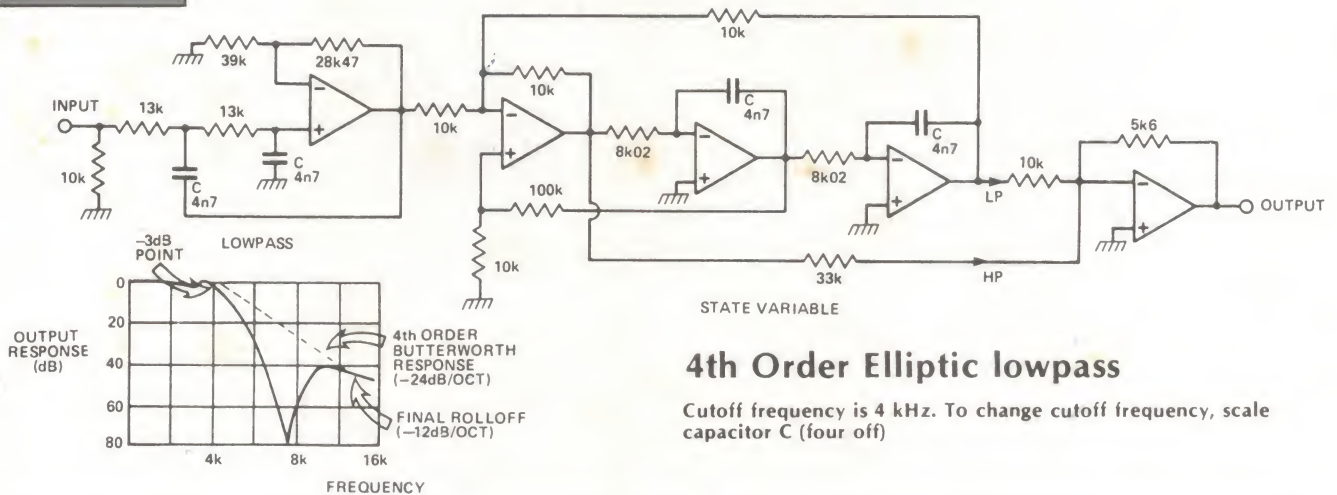 10k
39k
28k47
10k
INPUT
13k
13k
10k
C
4n7
C
4n7
5k6
8k02
8k02
10k
OUTPUT
10k
C
4n7
C
4n7
100k
LP
LOWPASS
10k
33k
HP
STATE VARIABLE
−3dB
POINT
0
20
40
60
80
OUTPUT
RESPONSE
(dB)
4th ORDER
BUTTERWORTH
RESPONSE
(−24dB/OCT)
FINAL ROLLOFF
(−12dB/OCT)
4k
8k
16k
FREQUENCY
4th Order Elliptic lowpass
Cutoff frequency is 4 kHz. To change cutoff frequency, scale
capacitor C (four off)